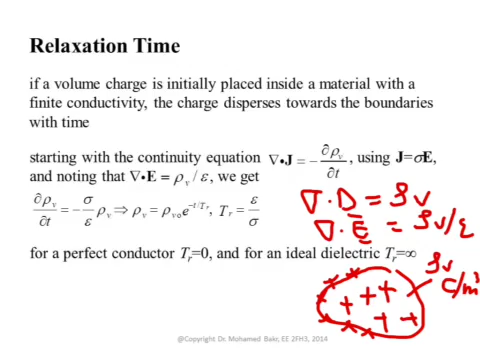 Relaxation Time
if a volume charge is initially placed inside a material with a
finite conductivity, the charge disperses towards the boundaries
with time
starting with the continuity equation ∇•J = −∂ρᵥ/∂t, using J=σE,
and noting that ∇•E = ρᵥ/ε, we get
∂ρᵥ/∂t = −(σ/ε)ρᵥ ⇒ ρᵥ = ρᵥₒe^(−t/Tᵣ), Tᵣ = ε/σ
∇.D = ρv
∇.E = ρv/ε
for a perfect conductor Tᵣ=0, and for an ideal dielectric Tᵣ=∞
ρv
C/m³
+ + +
+ + +
@Copyright Dr. Mohamed Bakr, EE 2FH3, 2014